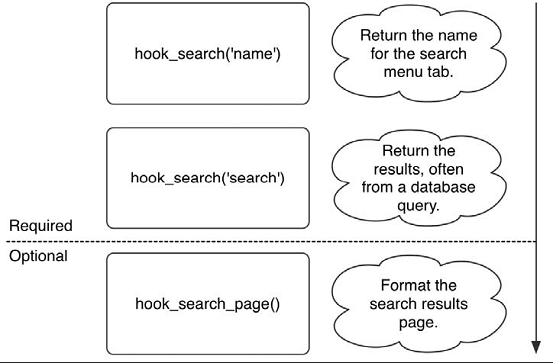 hook_search('name')
Return the name
for the search
menu tab.
hook_search('search')
Return the
results, often
from a database
query.
Required
Optional
hook_search_page()
Format the
search results
page.